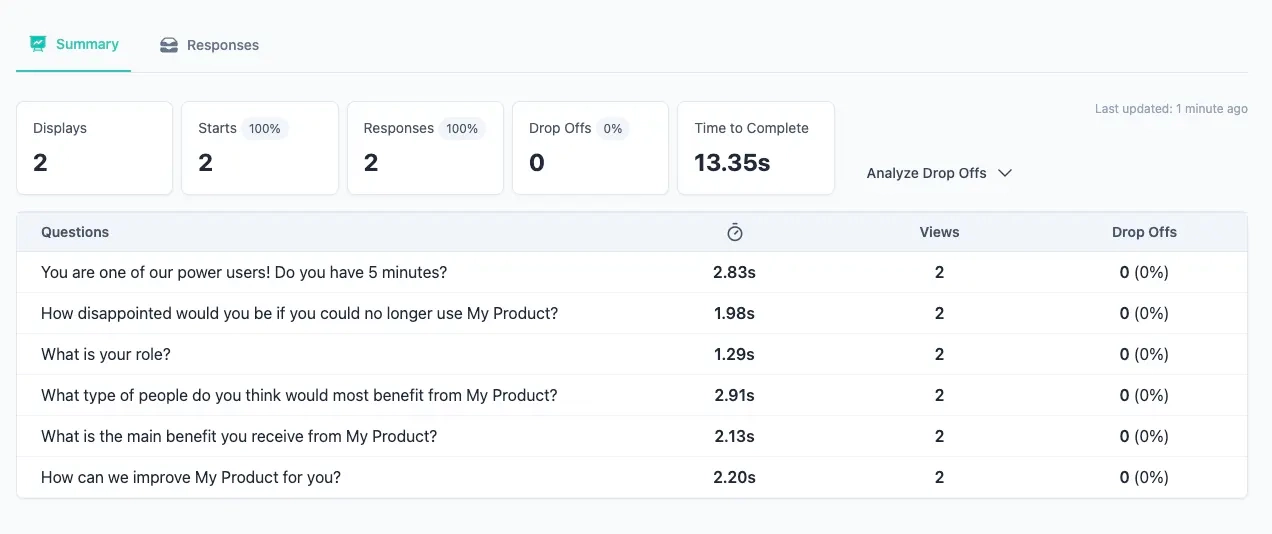 Summary Responses
Last updated: 1 minute ago
Displays Starts 100% Responses 100% Drop Offs 0% Time to Complete
2 2 2 0 13.35s
Analyze Drop Offs
Questions Views Drop Offs
You are one of our power users! Do you have 5 minutes? 2.83s 2 0 (0%)
How disappointed would you be if you could no longer use My Product? 1.98s 2 0 (0%)
What is your role? 1.29s 2 0 (0%)
What type of people do you think would most benefit from My Product? 2.91s 2 0 (0%)
What is the main benefit you receive from My Product? 2.13s 2 0 (0%)
How can we improve My Product for you? 2.20s 2 0 (0%)